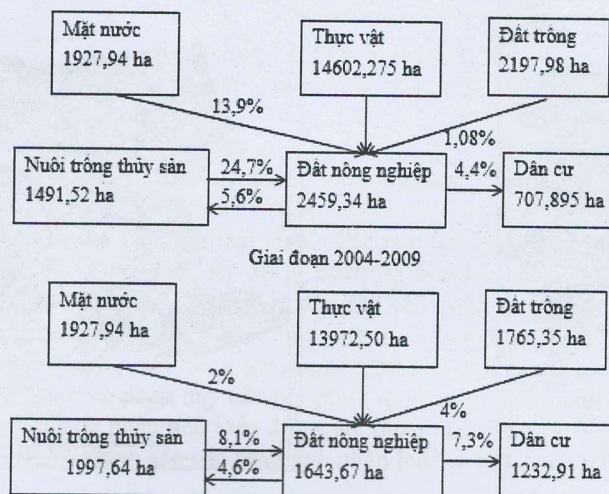 Mặt nước
1927,94 ha
Thực vật
14602,275 ha
Đất trông
2197,98 ha
13,9%
1,08%
Nuôi trồng thủy sản
1491,52 ha
24,7%
5,6%
Đất nông nghiệp
2459,34 ha
4,4%
Dân cư
707,895 ha
Giai đoạn 2004-2009
Mặt nước
1927,94 ha
Thực vật
13972,50 ha
Đất trông
1765,35 ha
2%
4%
Nuôi trồng thủy sản
1997,64 ha
8,1%
4,6%
Đất nông nghiệp
1643,67 ha
7,3%
Dân cư
1232,91 ha